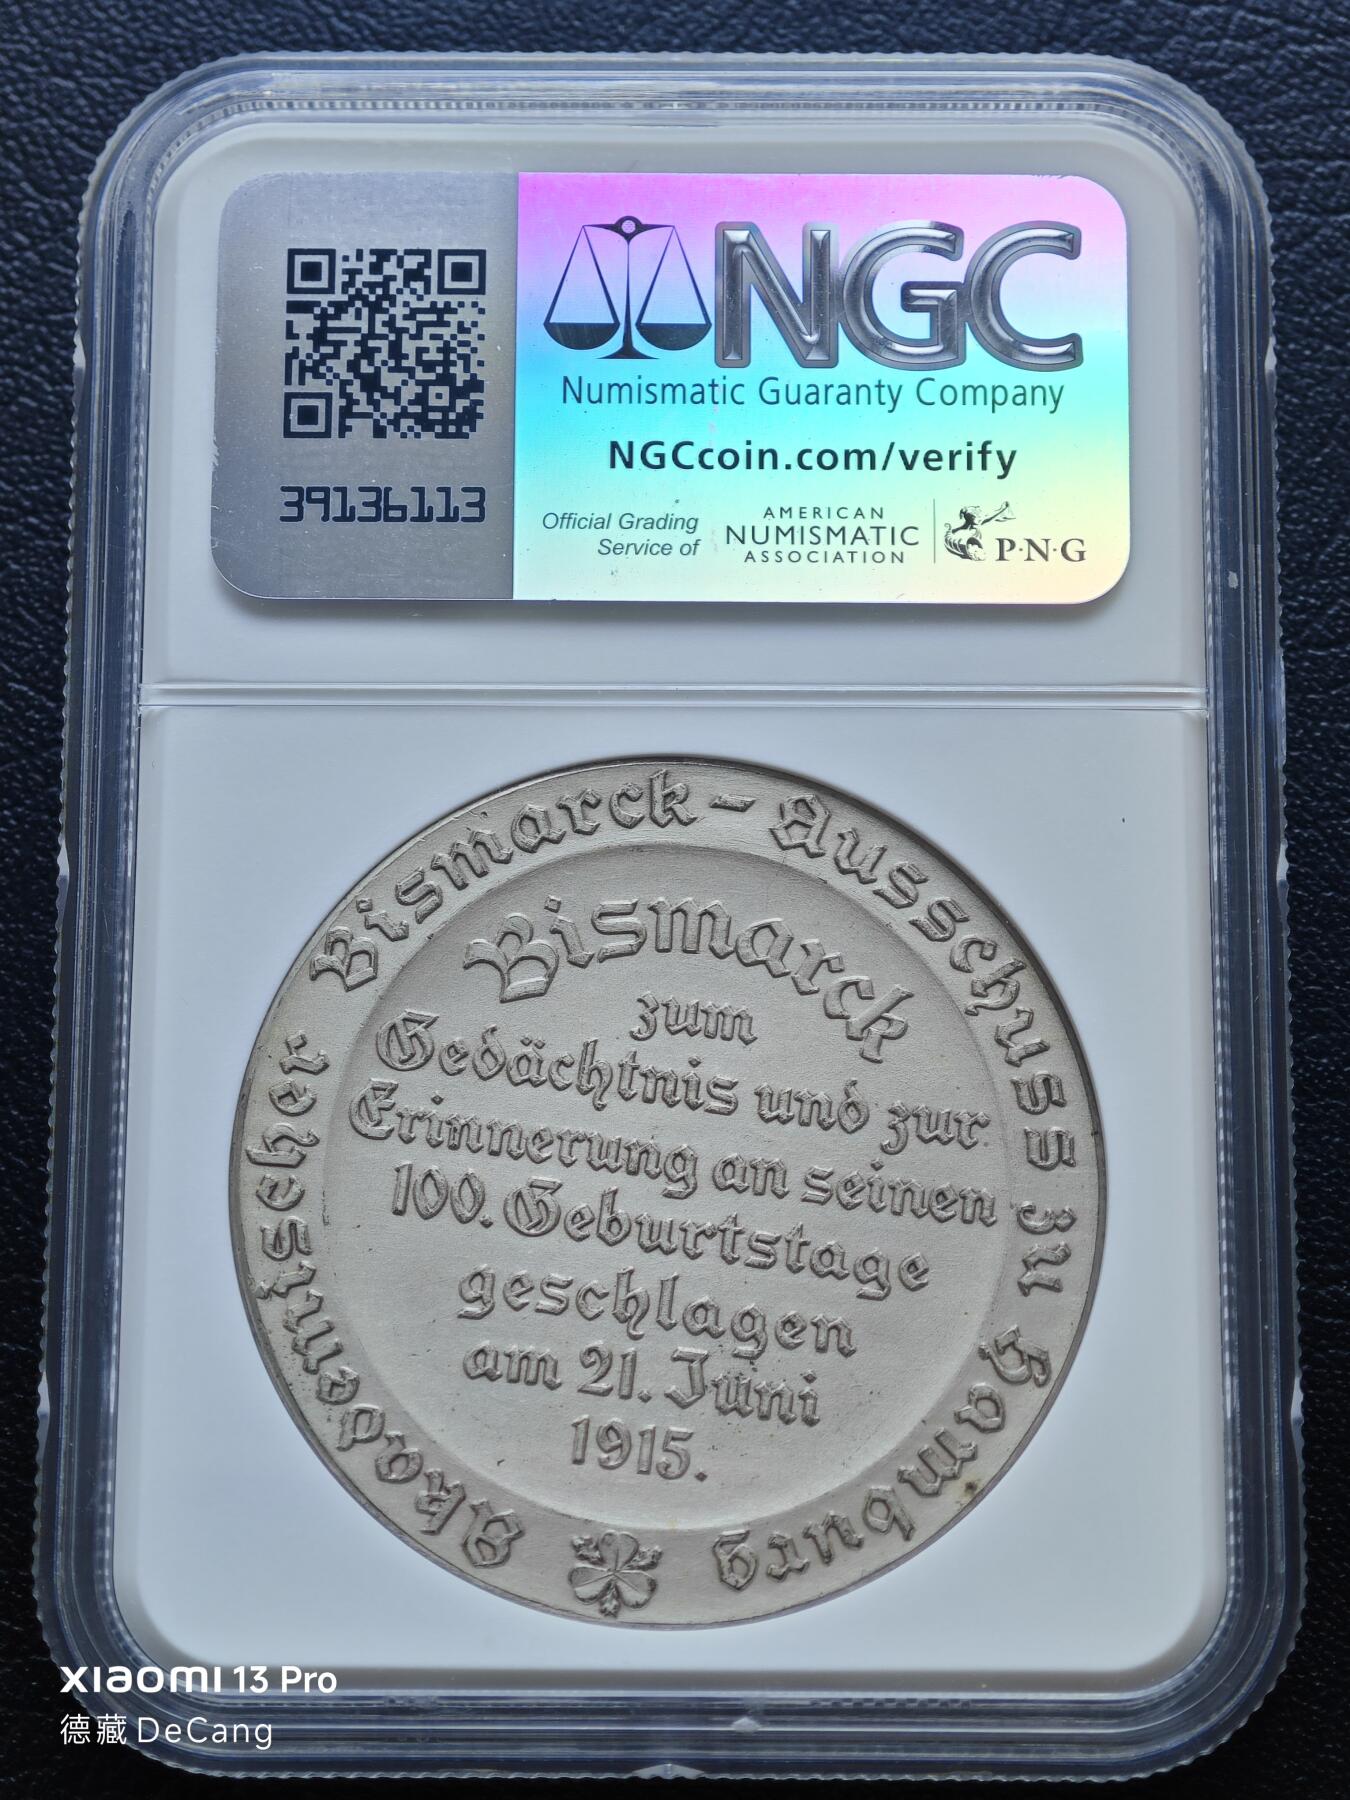 NGC
Numismatic Guaranty Company
NGCcoin.com/verify
39136113
Official Grading
Service of
AMERICAN
NUMISMATIC
ASSOCIATION
P·N·G
Akademischer Bismarck-Ausschuss zu Hamburg
Bismarck
zum
Gedächtnis und zur
Erinnerung an seinen
100. Geburtstage
geschlagen
am 21. Juni
1915.
XIAOMI 13 Pro
德藏 DeCang